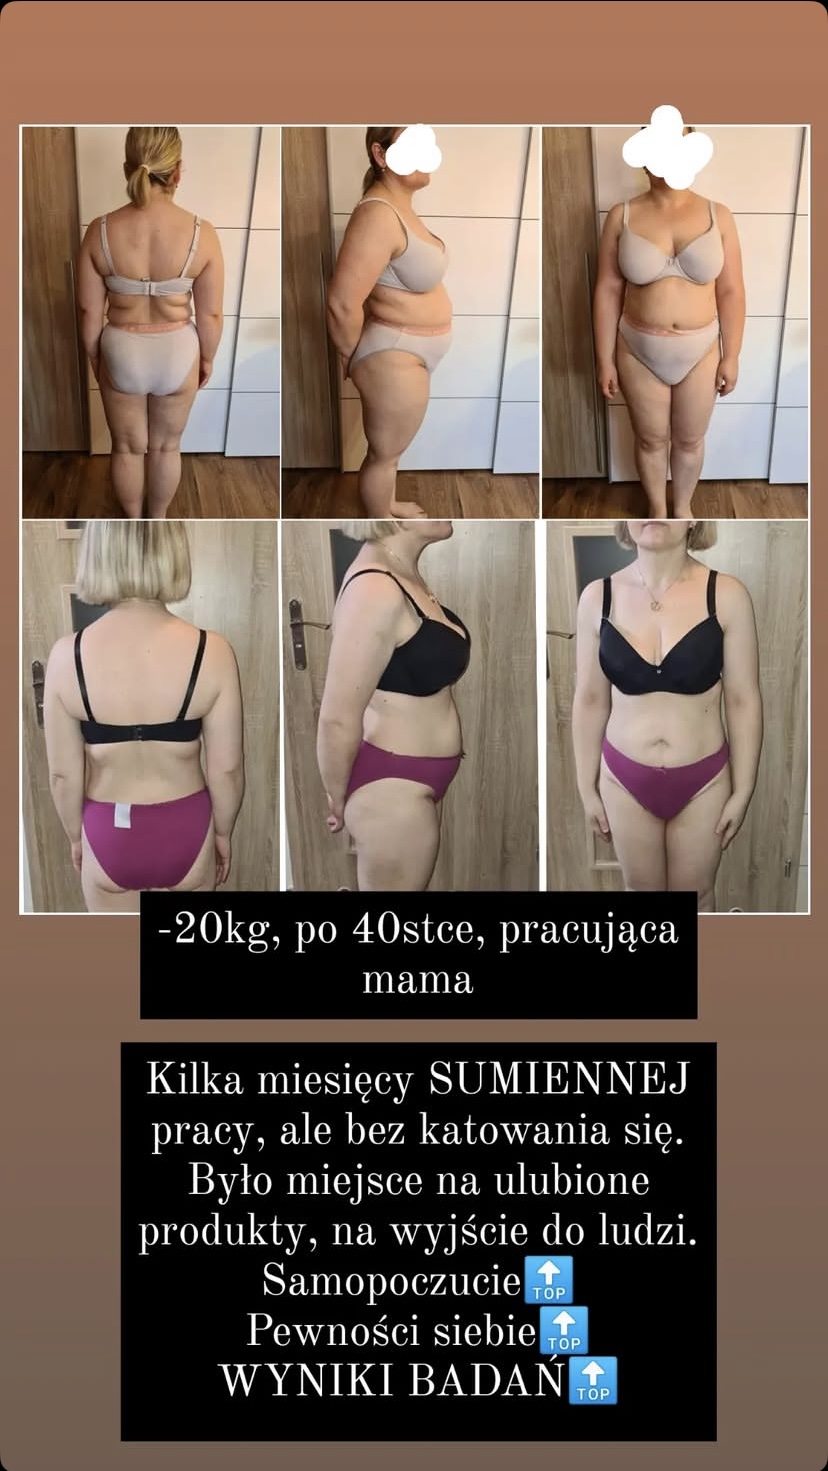 -20kg, po 40stce, pracująca
mama
Kilka miesięcy SUMIENNEJ
pracy, ale bez katowania się.
Było miejsce na ulubione
produkty, na wyjście do ludzi.
Samopoczucie🔝
Pewności siebie🔝
WYNIKI BADAŃ🔝